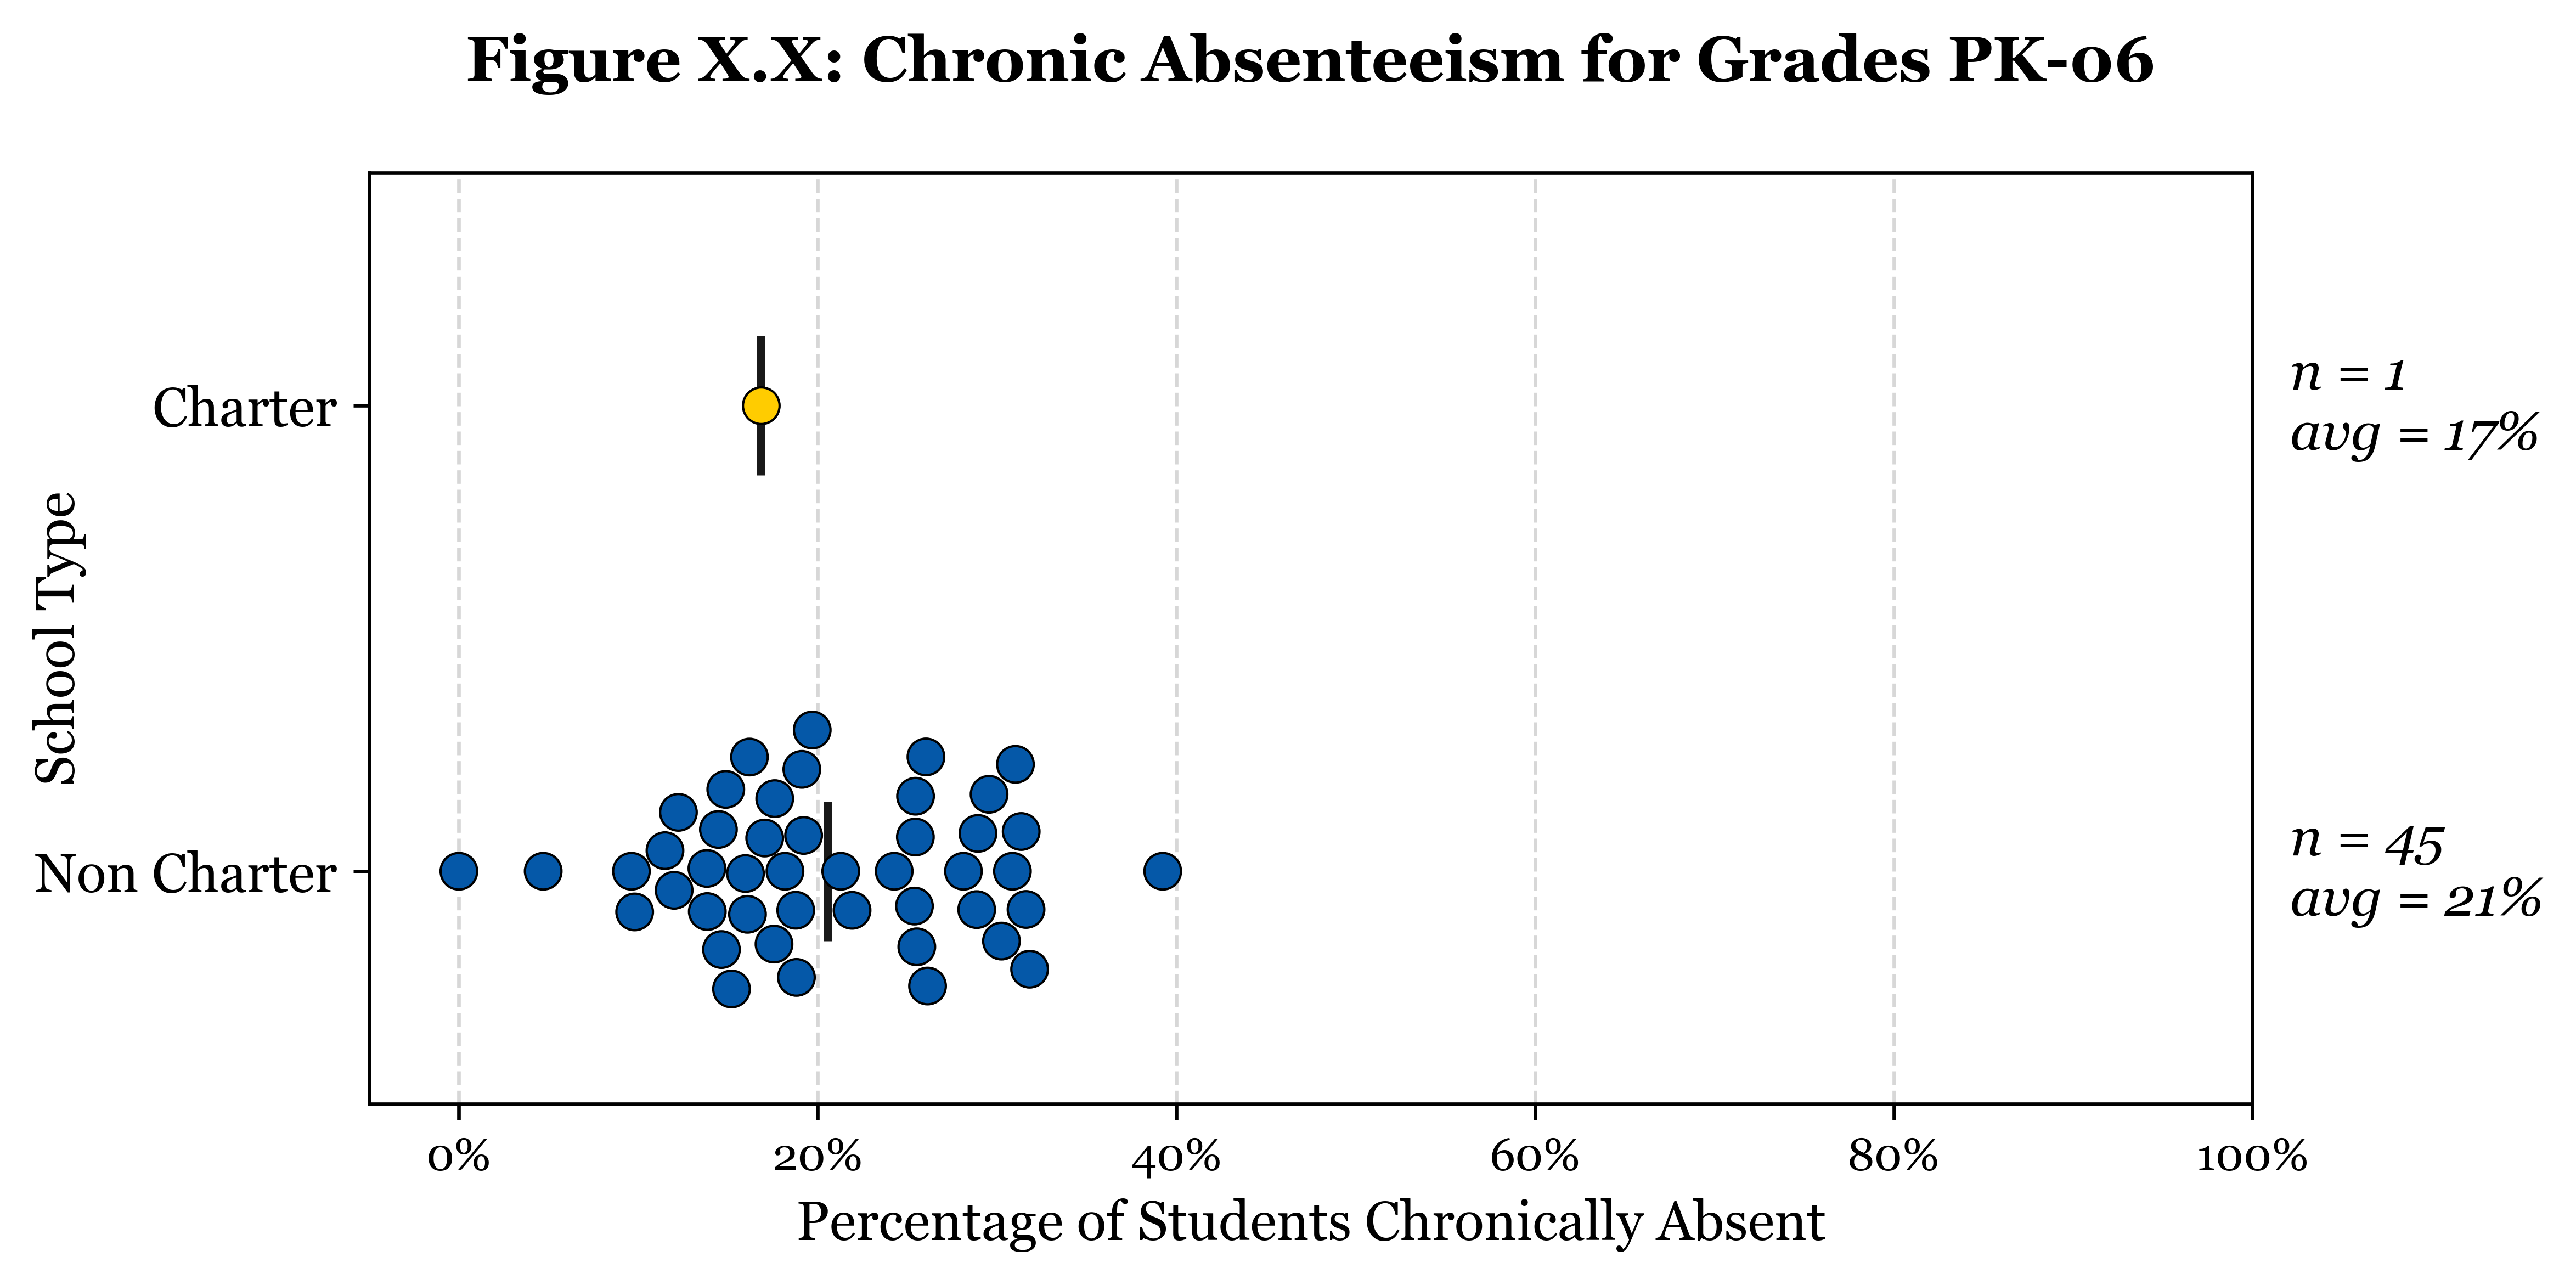 Figure X.X: Chronic Absenteeism for Grades PK-06
Charter
n = 1
avg = 17%
School Type
Non Charter
n = 45
avg = 21%
0% 20% 40% 60% 80% 100%
Percentage of Students Chronically Absent